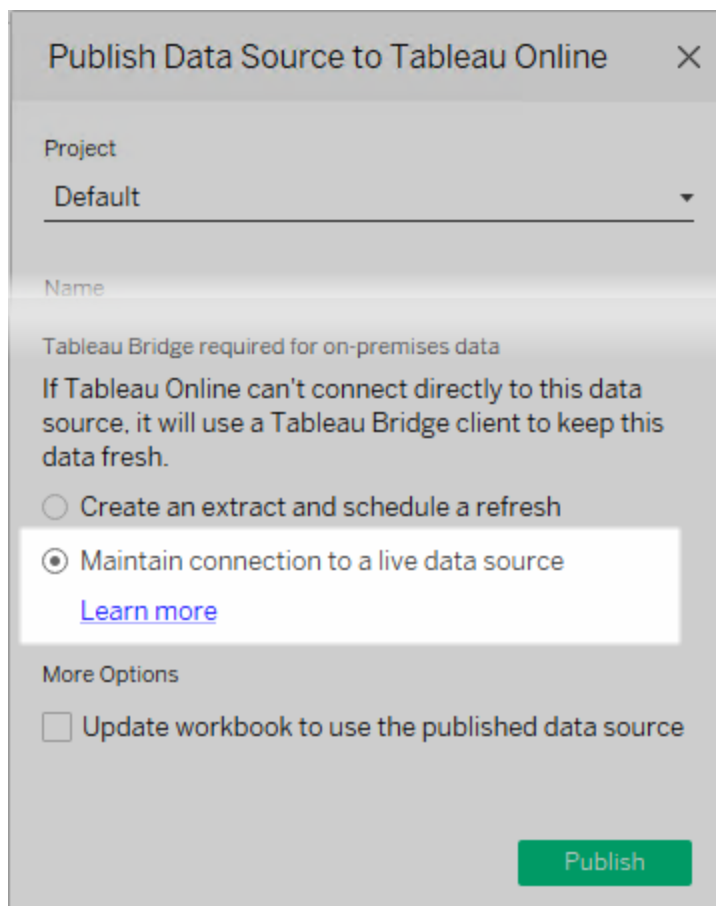 Publish Data Source to Tableau Online
Project
Default
Name
Tableau Bridge required for on-premises data
If Tableau Online can't connect directly to this data
source, it will use a Tableau Bridge client to keep this
data fresh.
Create an extract and schedule a refresh
Maintain connection to a live data source
Learn more
More Options
Update workbook to use the published data source
Publish